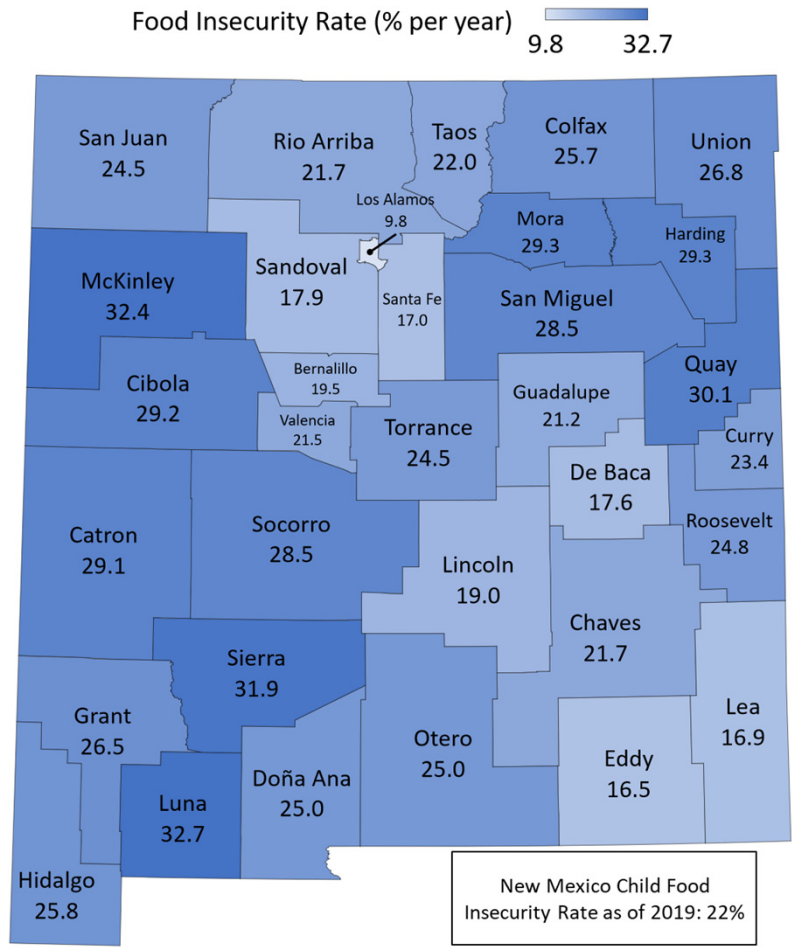 Food Insecurity Rate (% per year)
9.8 32.7
San Juan
24.5
Rio Arriba
21.7
Taos
22.0
Colfax
25.7
Union
26.8
Los Alamos
9.8
Mora
29.3
Harding
29.3
McKinley
32.4
Sandoval
17.9
Santa Fe
17.0
San Miguel
28.5
Quay
30.1
Cibola
29.2
Bernalillo
19.5
Valencia
21.5
Torrance
24.5
Guadalupe
21.2
Curry
23.4
De Baca
17.6
Roosevelt
24.8
Catron
29.1
Socorro
28.5
Lincoln
19.0
Chaves
21.7
Sierra
31.9
Grant
26.5
Lea
16.9
Otero
25.0
Eddy
16.5
Doña Ana
25.0
Luna
32.7
Hidalgo
25.8
New Mexico Child Food
Insecurity Rate as of 2019: 22%